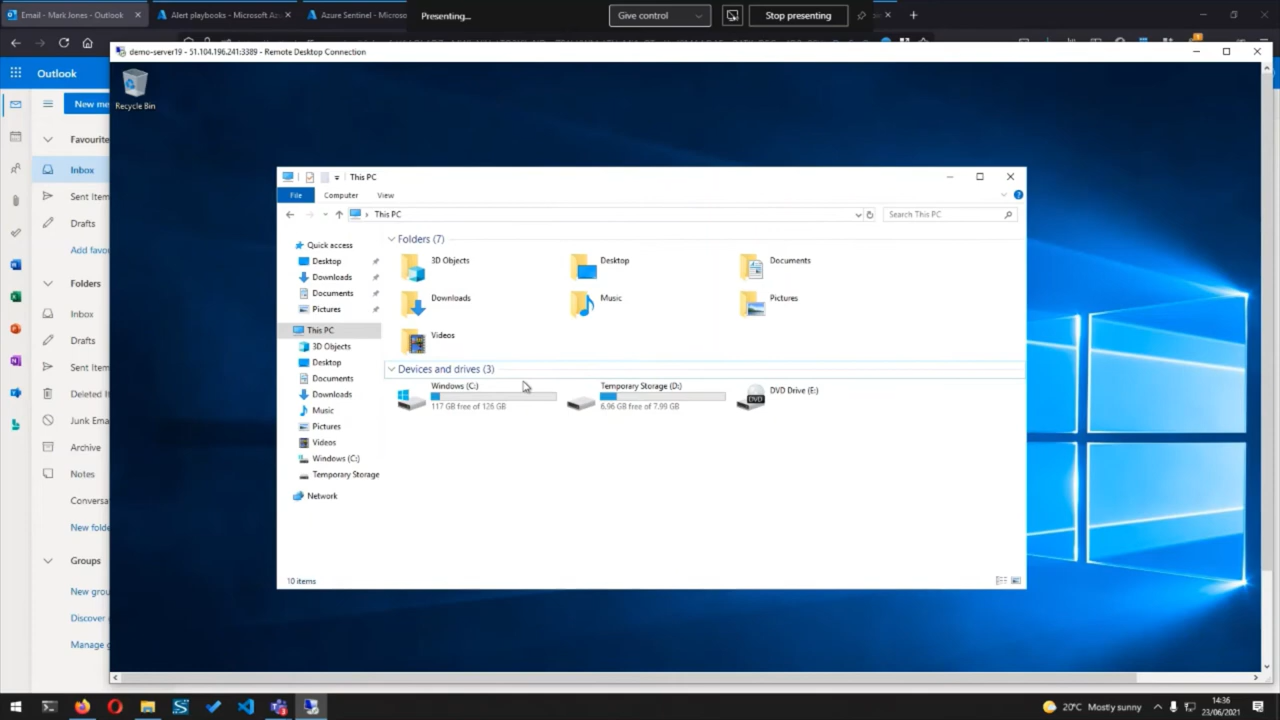 Email - Mark Jones - Outlook
Alert playbooks - Microsoft Az
Azure Sentinel - Microso
Presenting...
Give control
Stop presenting
demo-server19 - 51.104.196.241:3389 - Remote Desktop Connection
Outlook
New me
Favourite
Inbox
Sent Item
Drafts
Add favo
Folders
Inbox
Drafts
Sent Item
Deleted It
Junk Ema
Archive
Notes
Conversa
New folde
Groups
New grou
Discover
Manage g
Recycle Bin
This PC
File
Computer
View
This PC
Search This PC
Quick access
Desktop
Downloads
Documents
Pictures
This PC
3D Objects
Desktop
Documents
Downloads
Music
Pictures
Videos
Windows (C:)
Temporary Storage
Network
Folders (7)
3D Objects
Desktop
Documents
Downloads
Music
Pictures
Videos
Devices and drives (3)
Windows (C:)
117 GB free of 126 GB
Temporary Storage (D:)
6.96 GB free of 7.99 GB
DVD
DVD Drive (E:)
10 items
20°C Mostly sunny
14:36
23/06/2021